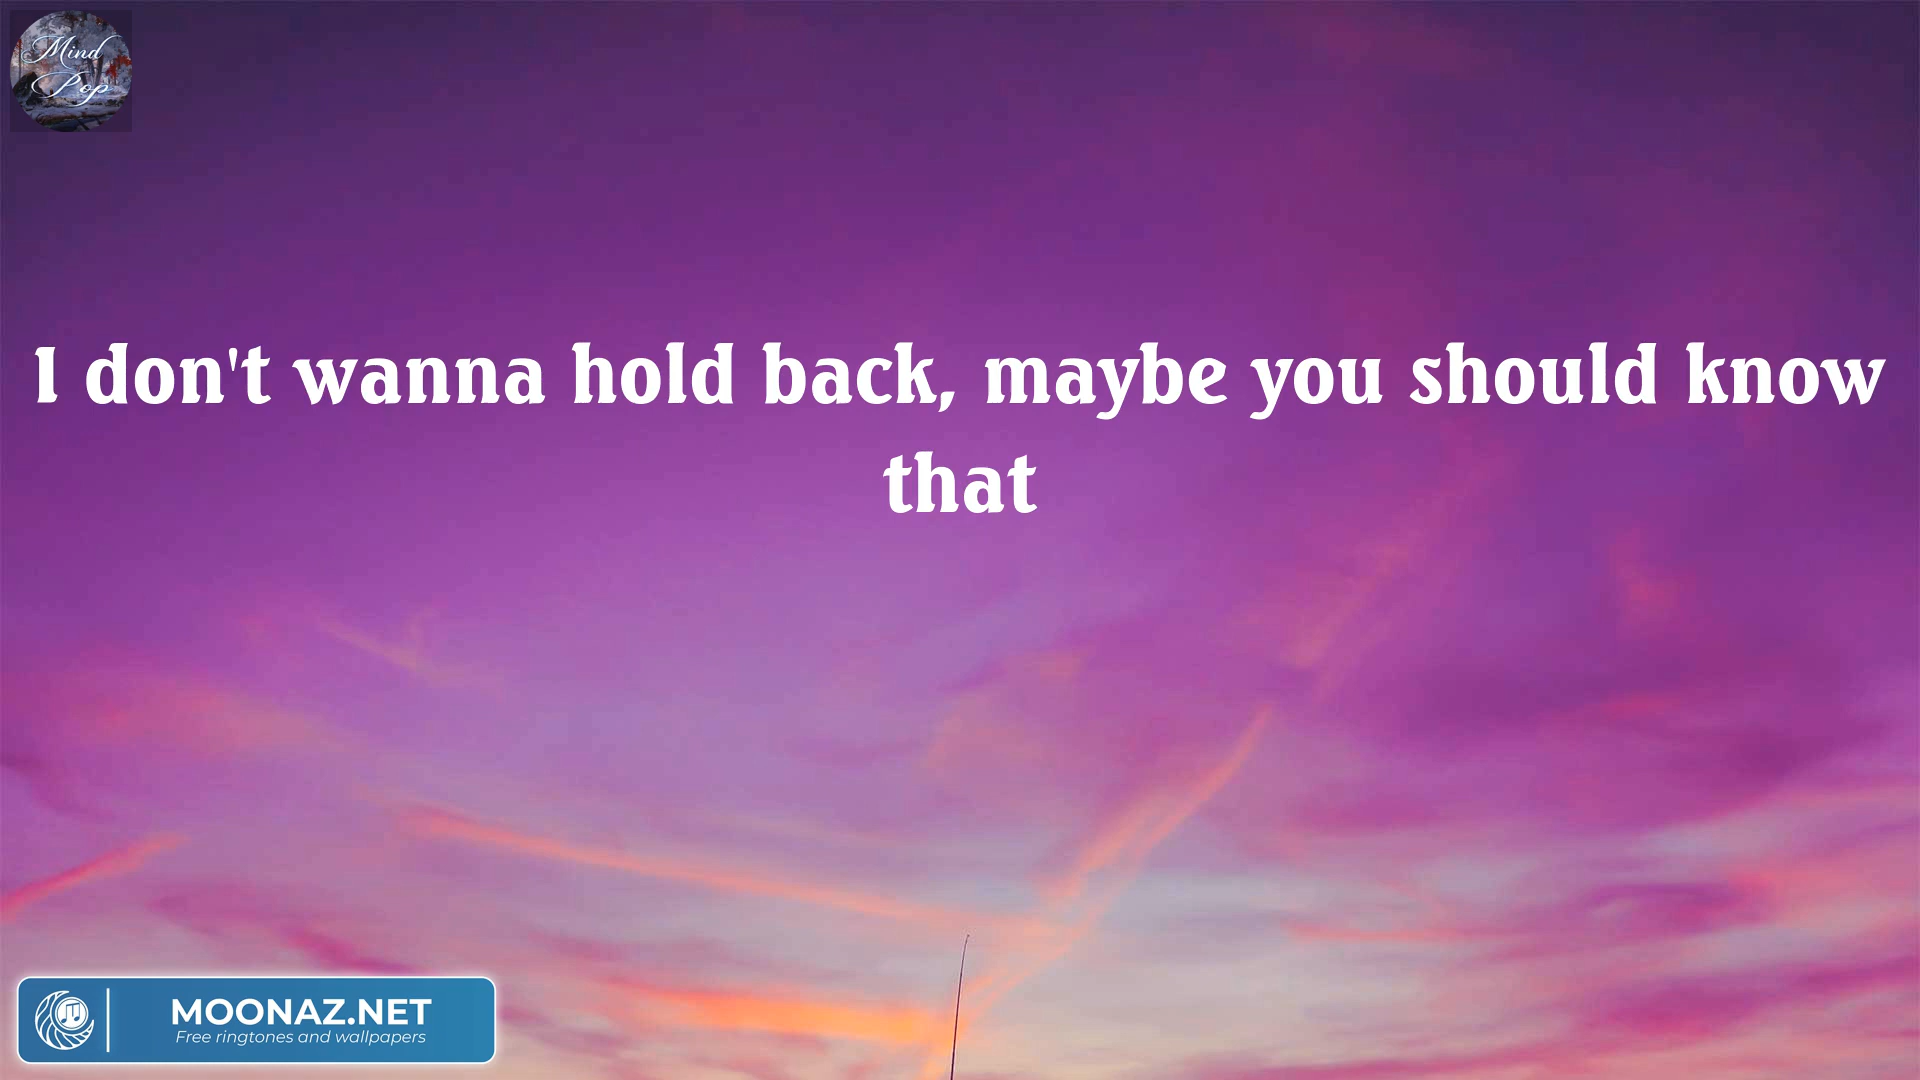 Mind
Pop
I don't wanna hold back, maybe you should know
that
MOONAZ.NET
Free ringtones and wallpapers